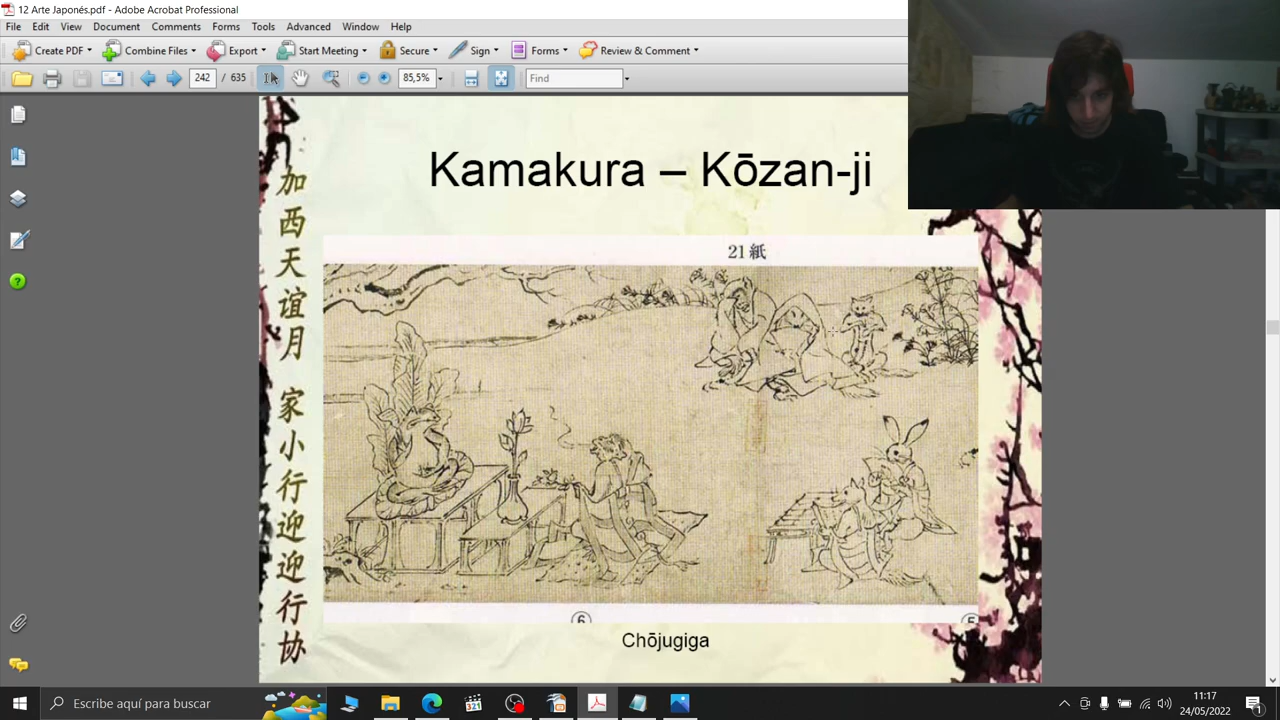 12 Arte Japonés.pdf - Adobe Acrobat Professional
File Edit View Document Comments Forms Tools Advanced Window Help
Create PDF Combine Files Export Start Meeting Secure Sign Forms Review & Comment
242 / 635 85,5% Find
Kamakura – Kōzan-ji
加
西
天
谊
月
家
小
行
迎
迎
行
协
21紙
⑥
Chōjugiga
Escribe aquí para buscar
321
11:17
24/05/2022
1